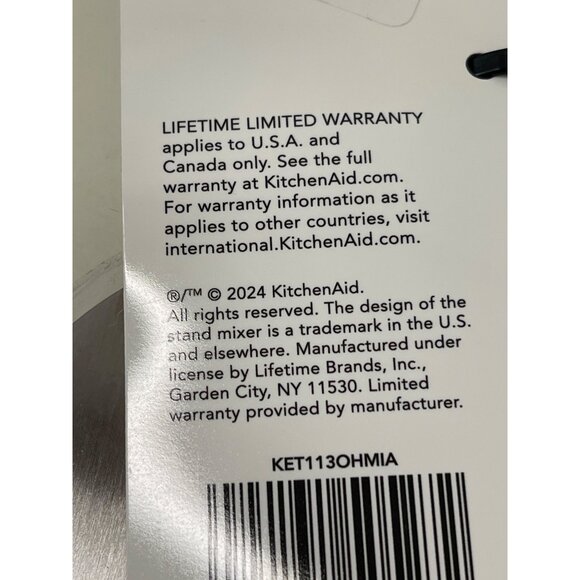 LIFETIME LIMITED WARRANTY
applies to U.S.A. and
Canada only. See the full
warranty at KitchenAid.com.
For warranty information as it
applies to other countries, visit
international.KitchenAid.com.
®/™ © 2024 KitchenAid.
All rights reserved. The design of the
stand mixer is a trademark in the U.S.
and elsewhere. Manufactured under
license by Lifetime Brands, Inc.,
Garden City, NY 11530. Limited
warranty provided by manufacturer.
KET113OHMIA